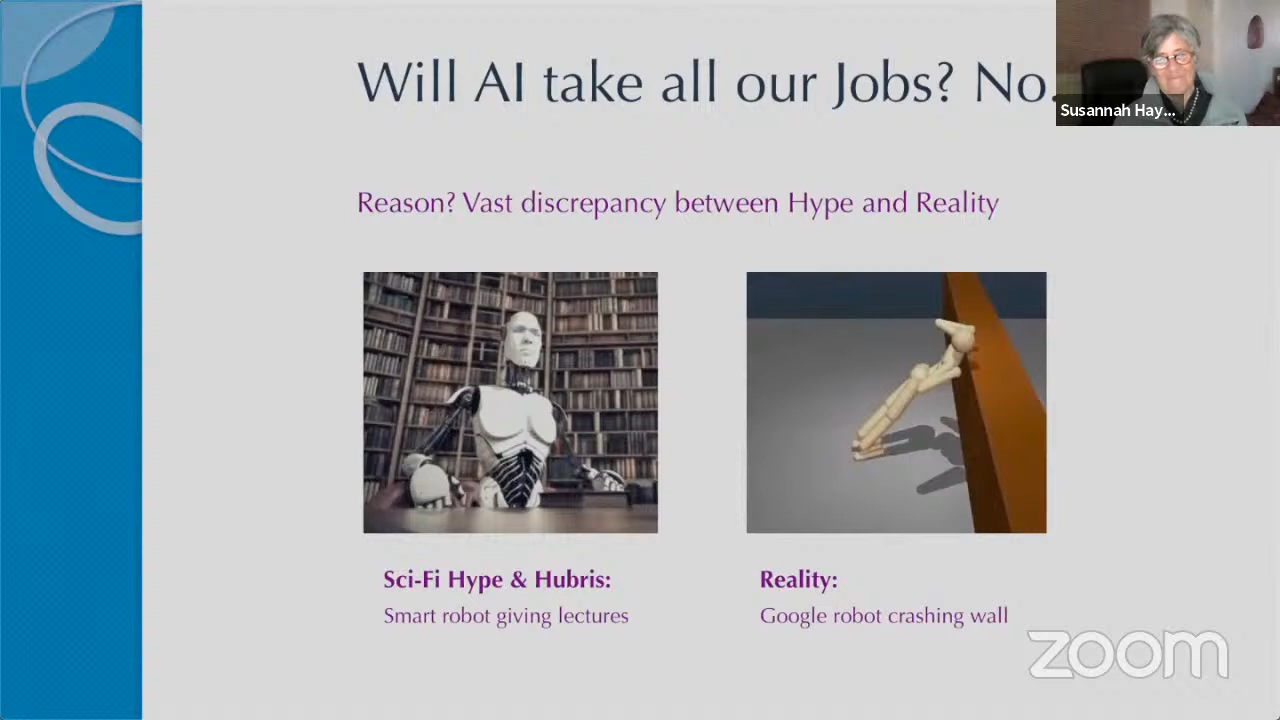 Will AI take all our Jobs? No.
Susannah Hay...
Reason? Vast discrepancy between Hype and Reality
Sci-Fi Hype & Hubris:
Smart robot giving lectures
Reality:
Google robot crashing wall
zoom